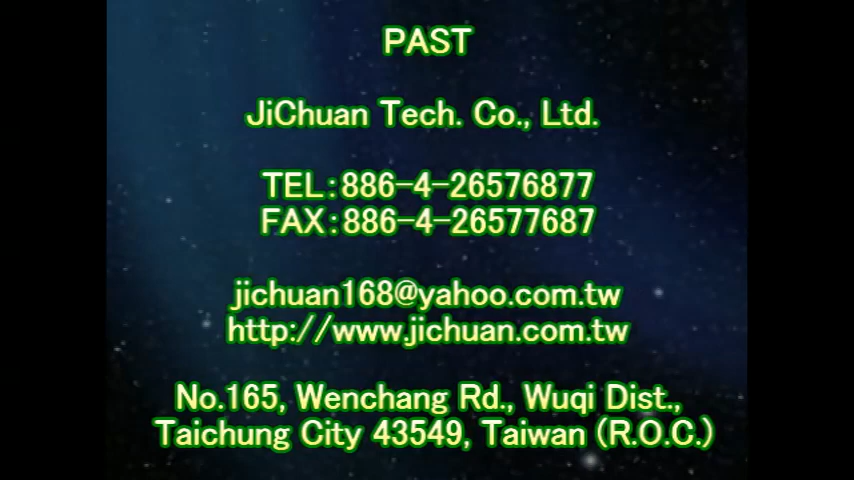 PAST
JiChuan Tech. Co., Ltd.
TEL:886-4-26576877
FAX:886-4-26577687
jichuan168@yahoo.com.tw
http://www.jichuan.com.tw
No.165, Wenchang Rd., Wuqi Dist.,
Taichung City 43549, Taiwan (R.O.C.)